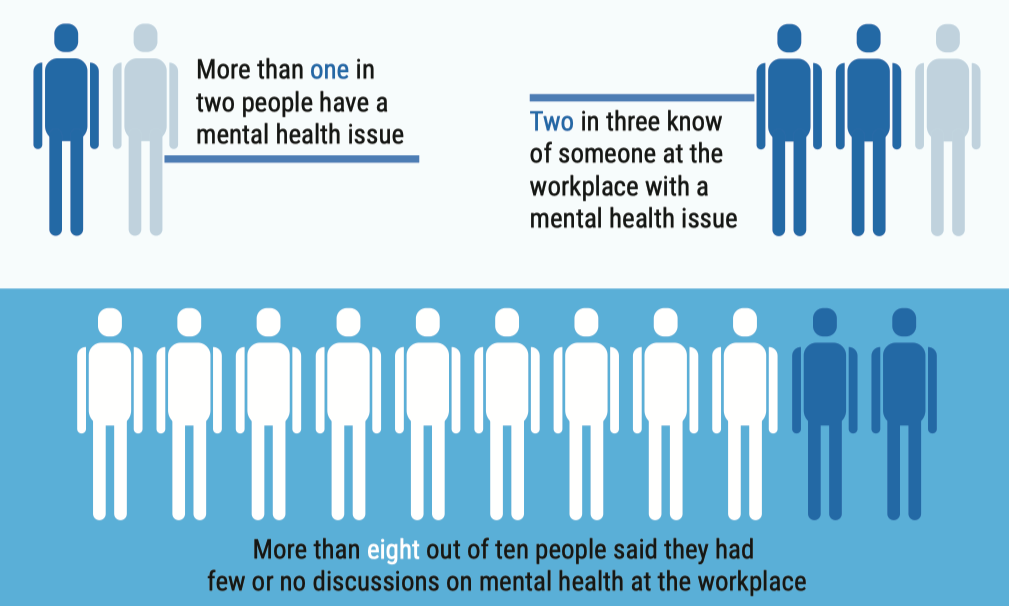 More than one in
two people have a
mental health issue
Two in three know
of someone at the
workplace with a
mental health issue
More than eight out of ten people said they had
few or no discussions on mental health at the workplace